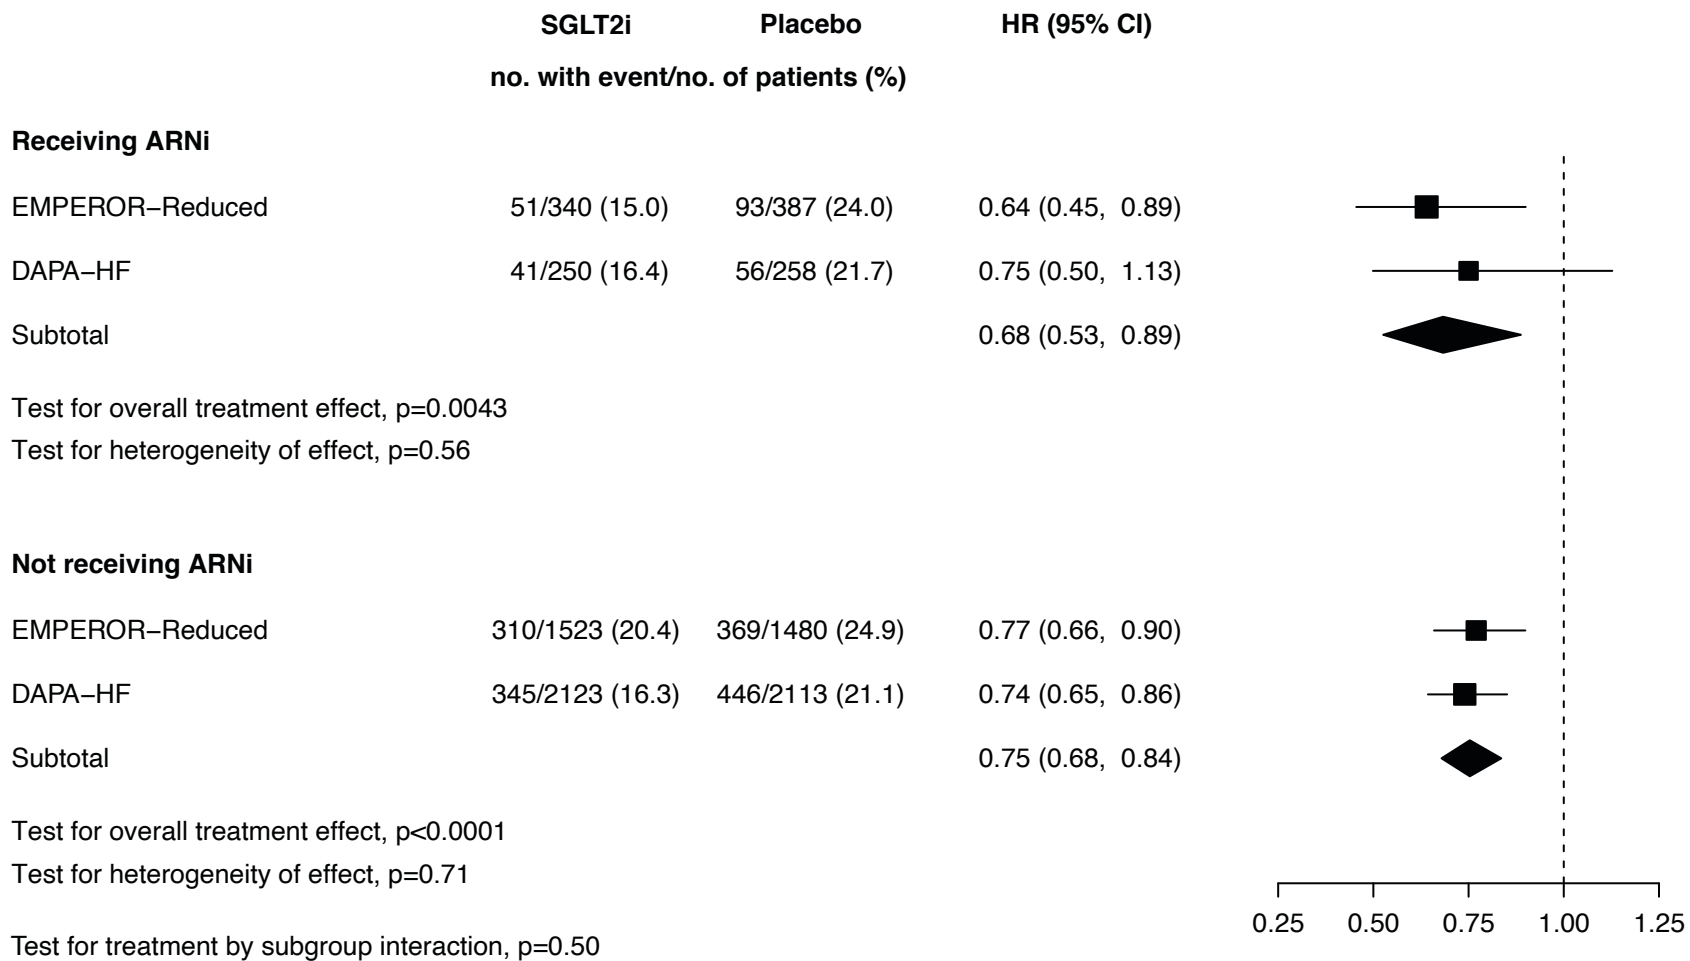 SGLT2i Placebo HR (95% CI)
no. with event/no. of patients (%)
Receiving ARNi
EMPEROR−Reduced 51/340 (15.0) 93/387 (24.0) 0.64 (0.45, 0.89)
DAPA−HF 41/250 (16.4) 56/258 (21.7) 0.75 (0.50, 1.13)
Subtotal 0.68 (0.53, 0.89)
Test for overall treatment effect, p=0.0043
Test for heterogeneity of effect, p=0.56
Not receiving ARNi
EMPEROR−Reduced 310/1523 (20.4) 369/1480 (24.9) 0.77 (0.66, 0.90)
DAPA−HF 345/2123 (16.3) 446/2113 (21.1) 0.74 (0.65, 0.86)
Subtotal 0.75 (0.68, 0.84)
Test for overall treatment effect, p<0.0001
Test for heterogeneity of effect, p=0.71
0.25 0.50 0.75 1.00 1.25
Test for treatment by subgroup interaction, p=0.50